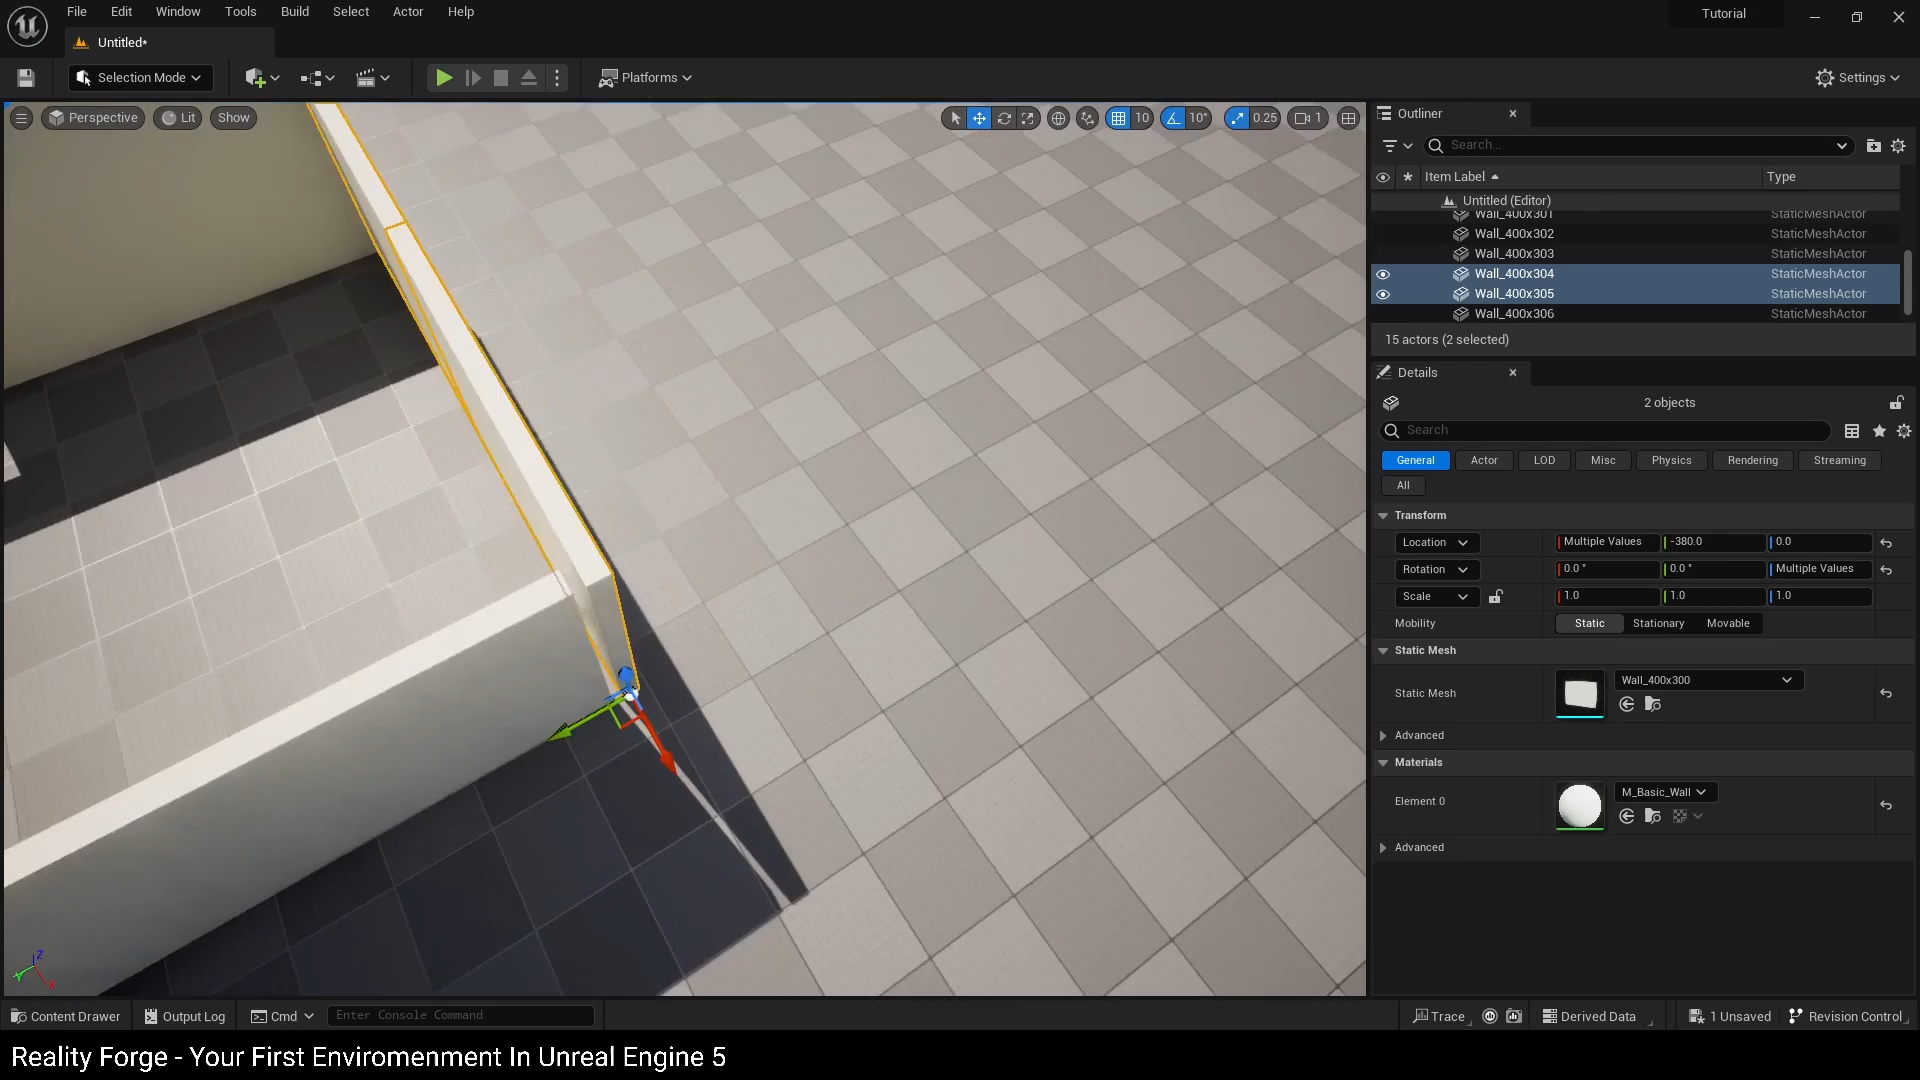 File Edit Window Tools Build Select Actor Help
Tutorial
Untitled*
Selection Mode
Platforms
Settings
Perspective Lit Show
10 10° 0.25 1
Outliner
Search...
Item Label Type
Untitled (Editor)
Wall_400x301 StaticMeshActor
Wall_400x302 StaticMeshActor
Wall_400x303 StaticMeshActor
Wall_400x304 StaticMeshActor
Wall_400x305 StaticMeshActor
Wall_400x306 StaticMeshActor
15 actors (2 selected)
Details
2 objects
Search
General Actor LOD Misc Physics Rendering Streaming
All
Transform
Location Multiple Values -380.0 0.0
Rotation 0.0 ° 0.0 ° Multiple Values
Scale 1.0 1.0 1.0
Mobility Static Stationary Movable
Static Mesh
Static Mesh Wall_400x300
Advanced
Materials
Element 0 M_Basic_Wall
Advanced
Z
Y
X
Content Drawer Output Log Cmd Enter Console Command Trace Derived Data 1 Unsaved Revision Control
Reality Forge - Your First Enviromenment In Unreal Engine 5